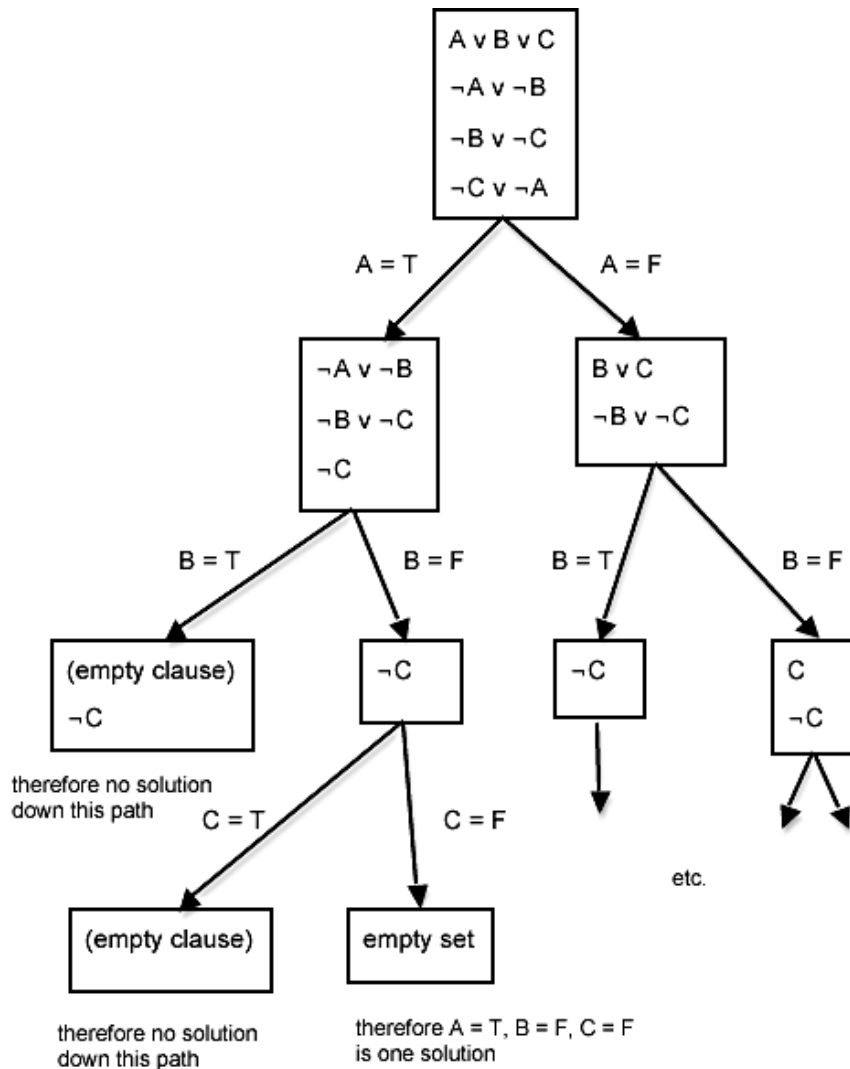 A v B v C
¬A v ¬B
¬B v ¬C
¬C v ¬A
A = T
A = F
¬A v ¬B
¬B v ¬C
¬C
B v C
¬B v ¬C
B = T
B = F
B = T
B = F
(empty clause)
¬C
¬C
¬C
C
¬C
therefore no solution
down this path
C = T
C = F
etc.
(empty clause)
empty set
therefore no solution
down this path
therefore A = T, B = F, C = F
is one solution